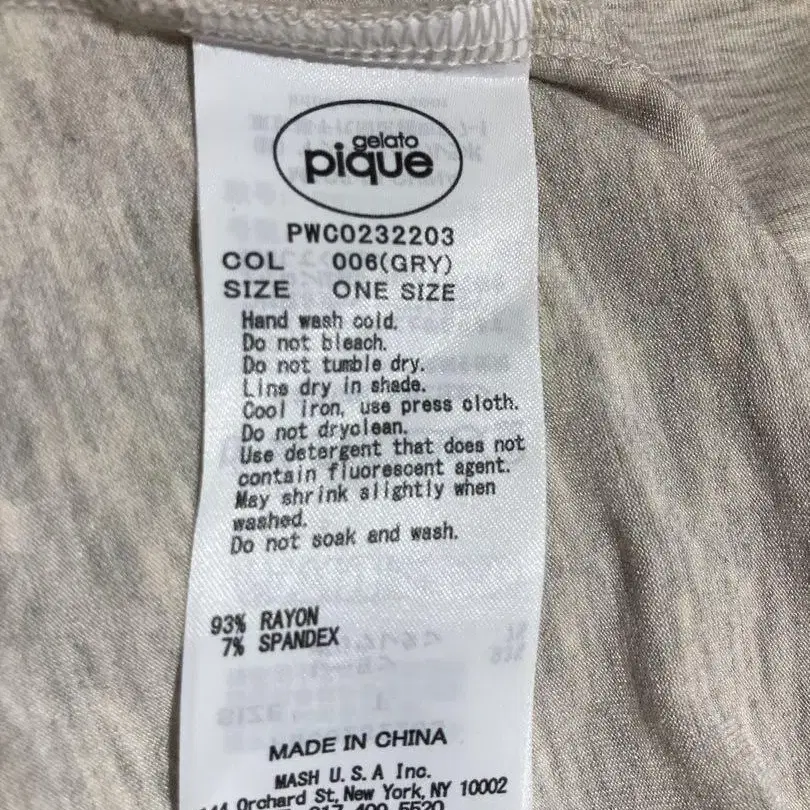 gelato
pique
PWCO232203
COL 006(GRY)
SIZE ONE SIZE
Hand wash cold.
Do not bleach.
Do not tumble dry.
Line dry in shade.
Cool iron, use press cloth.
Do not dryclean.
Use detergent that does not
contain fluorescent agent.
May shrink slightly when
washed.
Do not soak and wash.
93% RAYON
7% SPANDEX
MADE IN CHINA
MASH U.S.A Inc.
Orchard St, New York, NY 10002